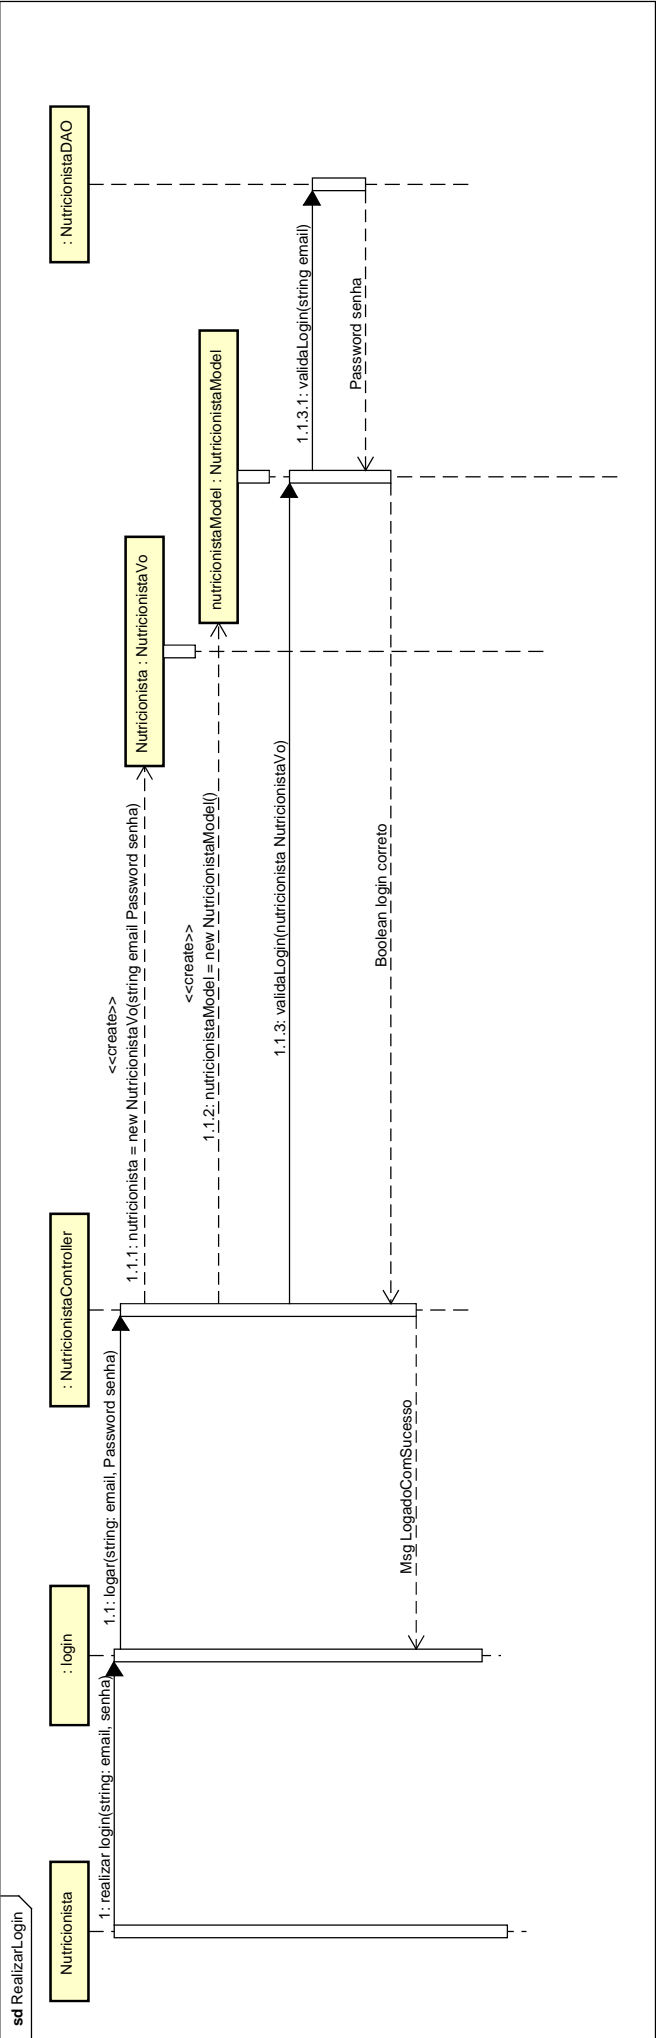 sd RealizarLogin
Nutricionista
: login
: NutricionistaController
: NutricionistaDAO
Nutricionista : NutricionistaVo
nutricionistaModel : NutricionistaModel
1: realizar login(string: email, senha)
1.1: logar(string: email, Password senha)
<<create>>
1.1.1: nutricionista = new NutricionistaVo(string email Password senha)
<<create>>
1.1.2: nutricionistaModel = new NutricionistaModel()
1.1.3: validaLogin(nutricionista NutricionistaVo)
1.1.3.1: validaLogin(string email)
Password senha
Boolean login correto
Msg LogadoComSucesso